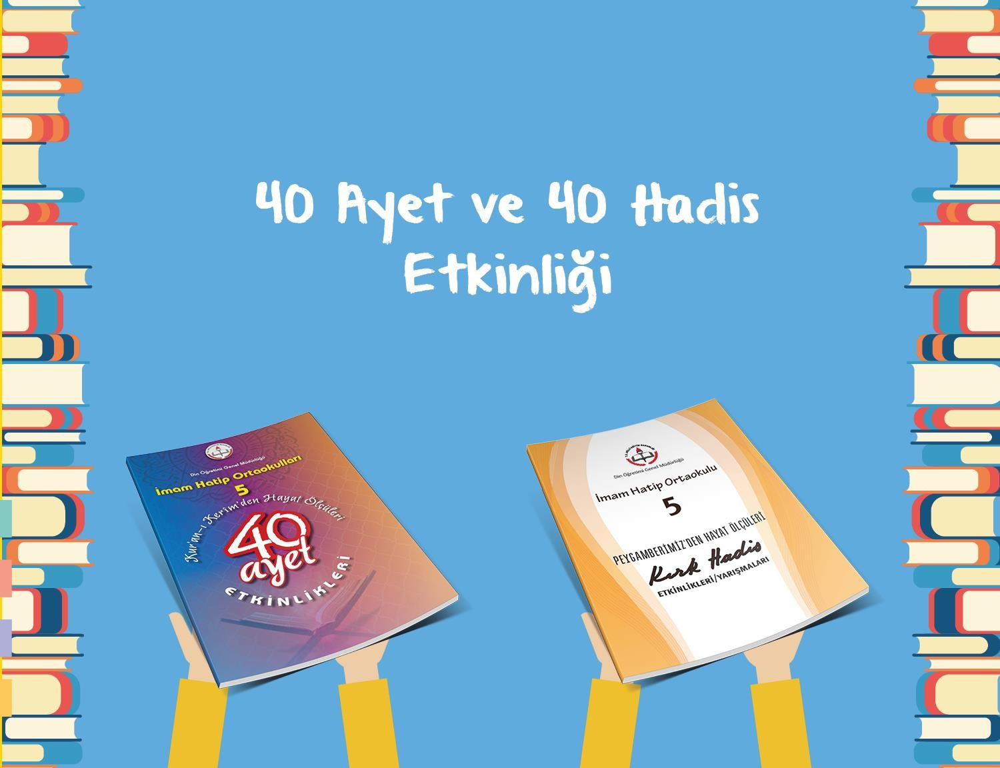 40 Ayet ve 40 Hadis
Etkinliği
Din Öğretimi Genel Müdürlüğü
İmam Hatip Ortaokulları
5
Kur'an-ı Kerim'den Hayat Ölçüleri
40
ayet
ETKİNLİKLERİ
Din Öğretimi Genel Müdürlüğü
İmam Hatip Ortaokulu
5
PEYGAMBERİMİZ'DEN HAYAT ÖLÇÜLERİ
Kırk Hadis
ETKİNLİKLERİ/YARIŞMALARI